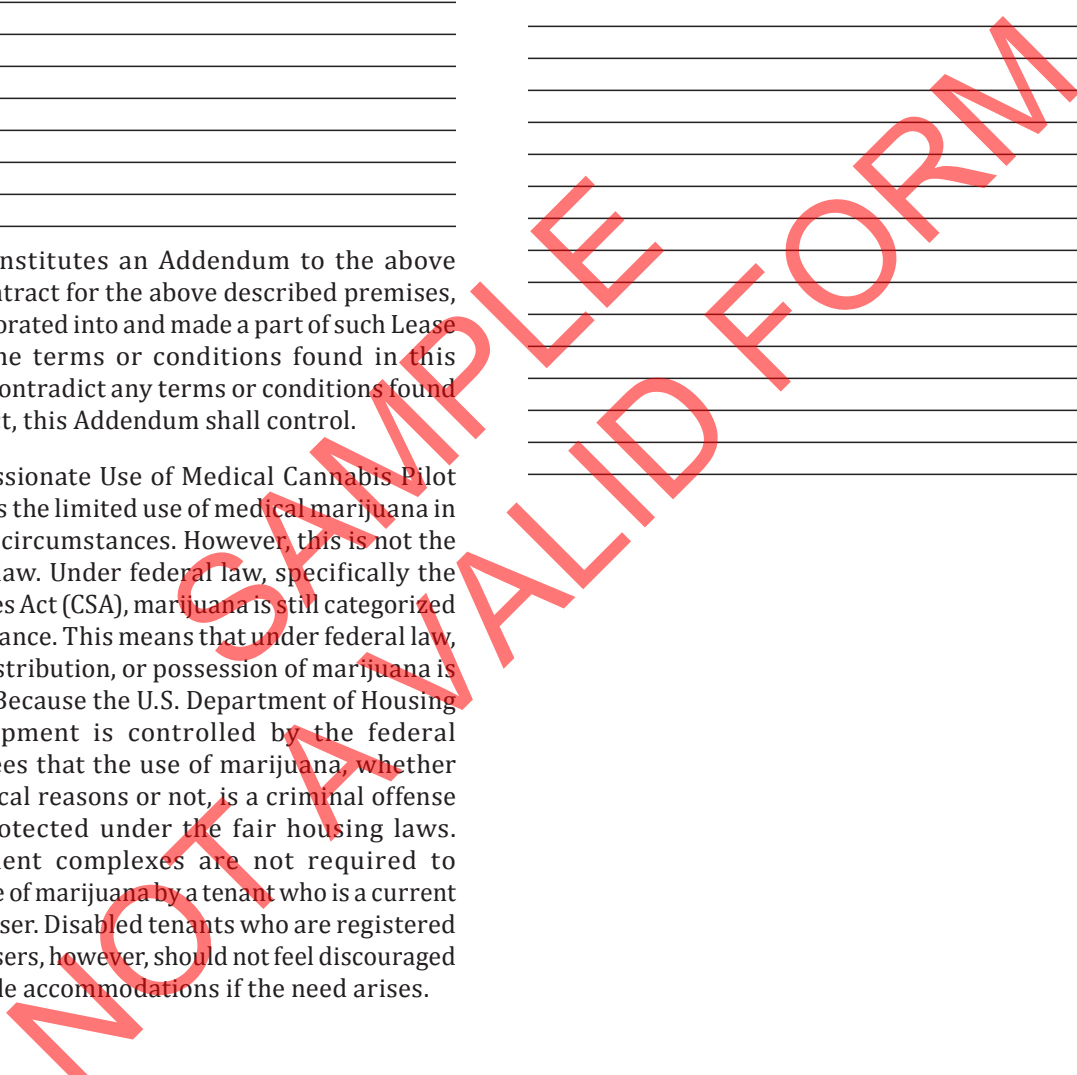 nstitutes an Addendum to the above
ntract for the above described premises,
orated into and made a part of such Lease
he terms or conditions found in this
ontradict any terms or conditions found
ct, this Addendum shall control.
ssionate Use of Medical Cannabis Pilot
s the limited use of medical marijuana in
circumstances. However, this is not the
law. Under federal law, specifically the
es Act (CSA), marijuana is still categorized
ance. This means that under federal law,
stribution, or possession of marijuana is
Because the U.S. Department of Housing
pment is controlled by the federal
ees that the use of marijuana, whether
cal reasons or not, is a criminal offense
rotected under the fair housing laws.
ent complexes are not required to
e of marijuana by a tenant who is a current
ser. Disabled tenants who are registered
sers, however, should not feel discouraged
le accommodations if the need arises.
SAMPLE
NOT A VALID FORM